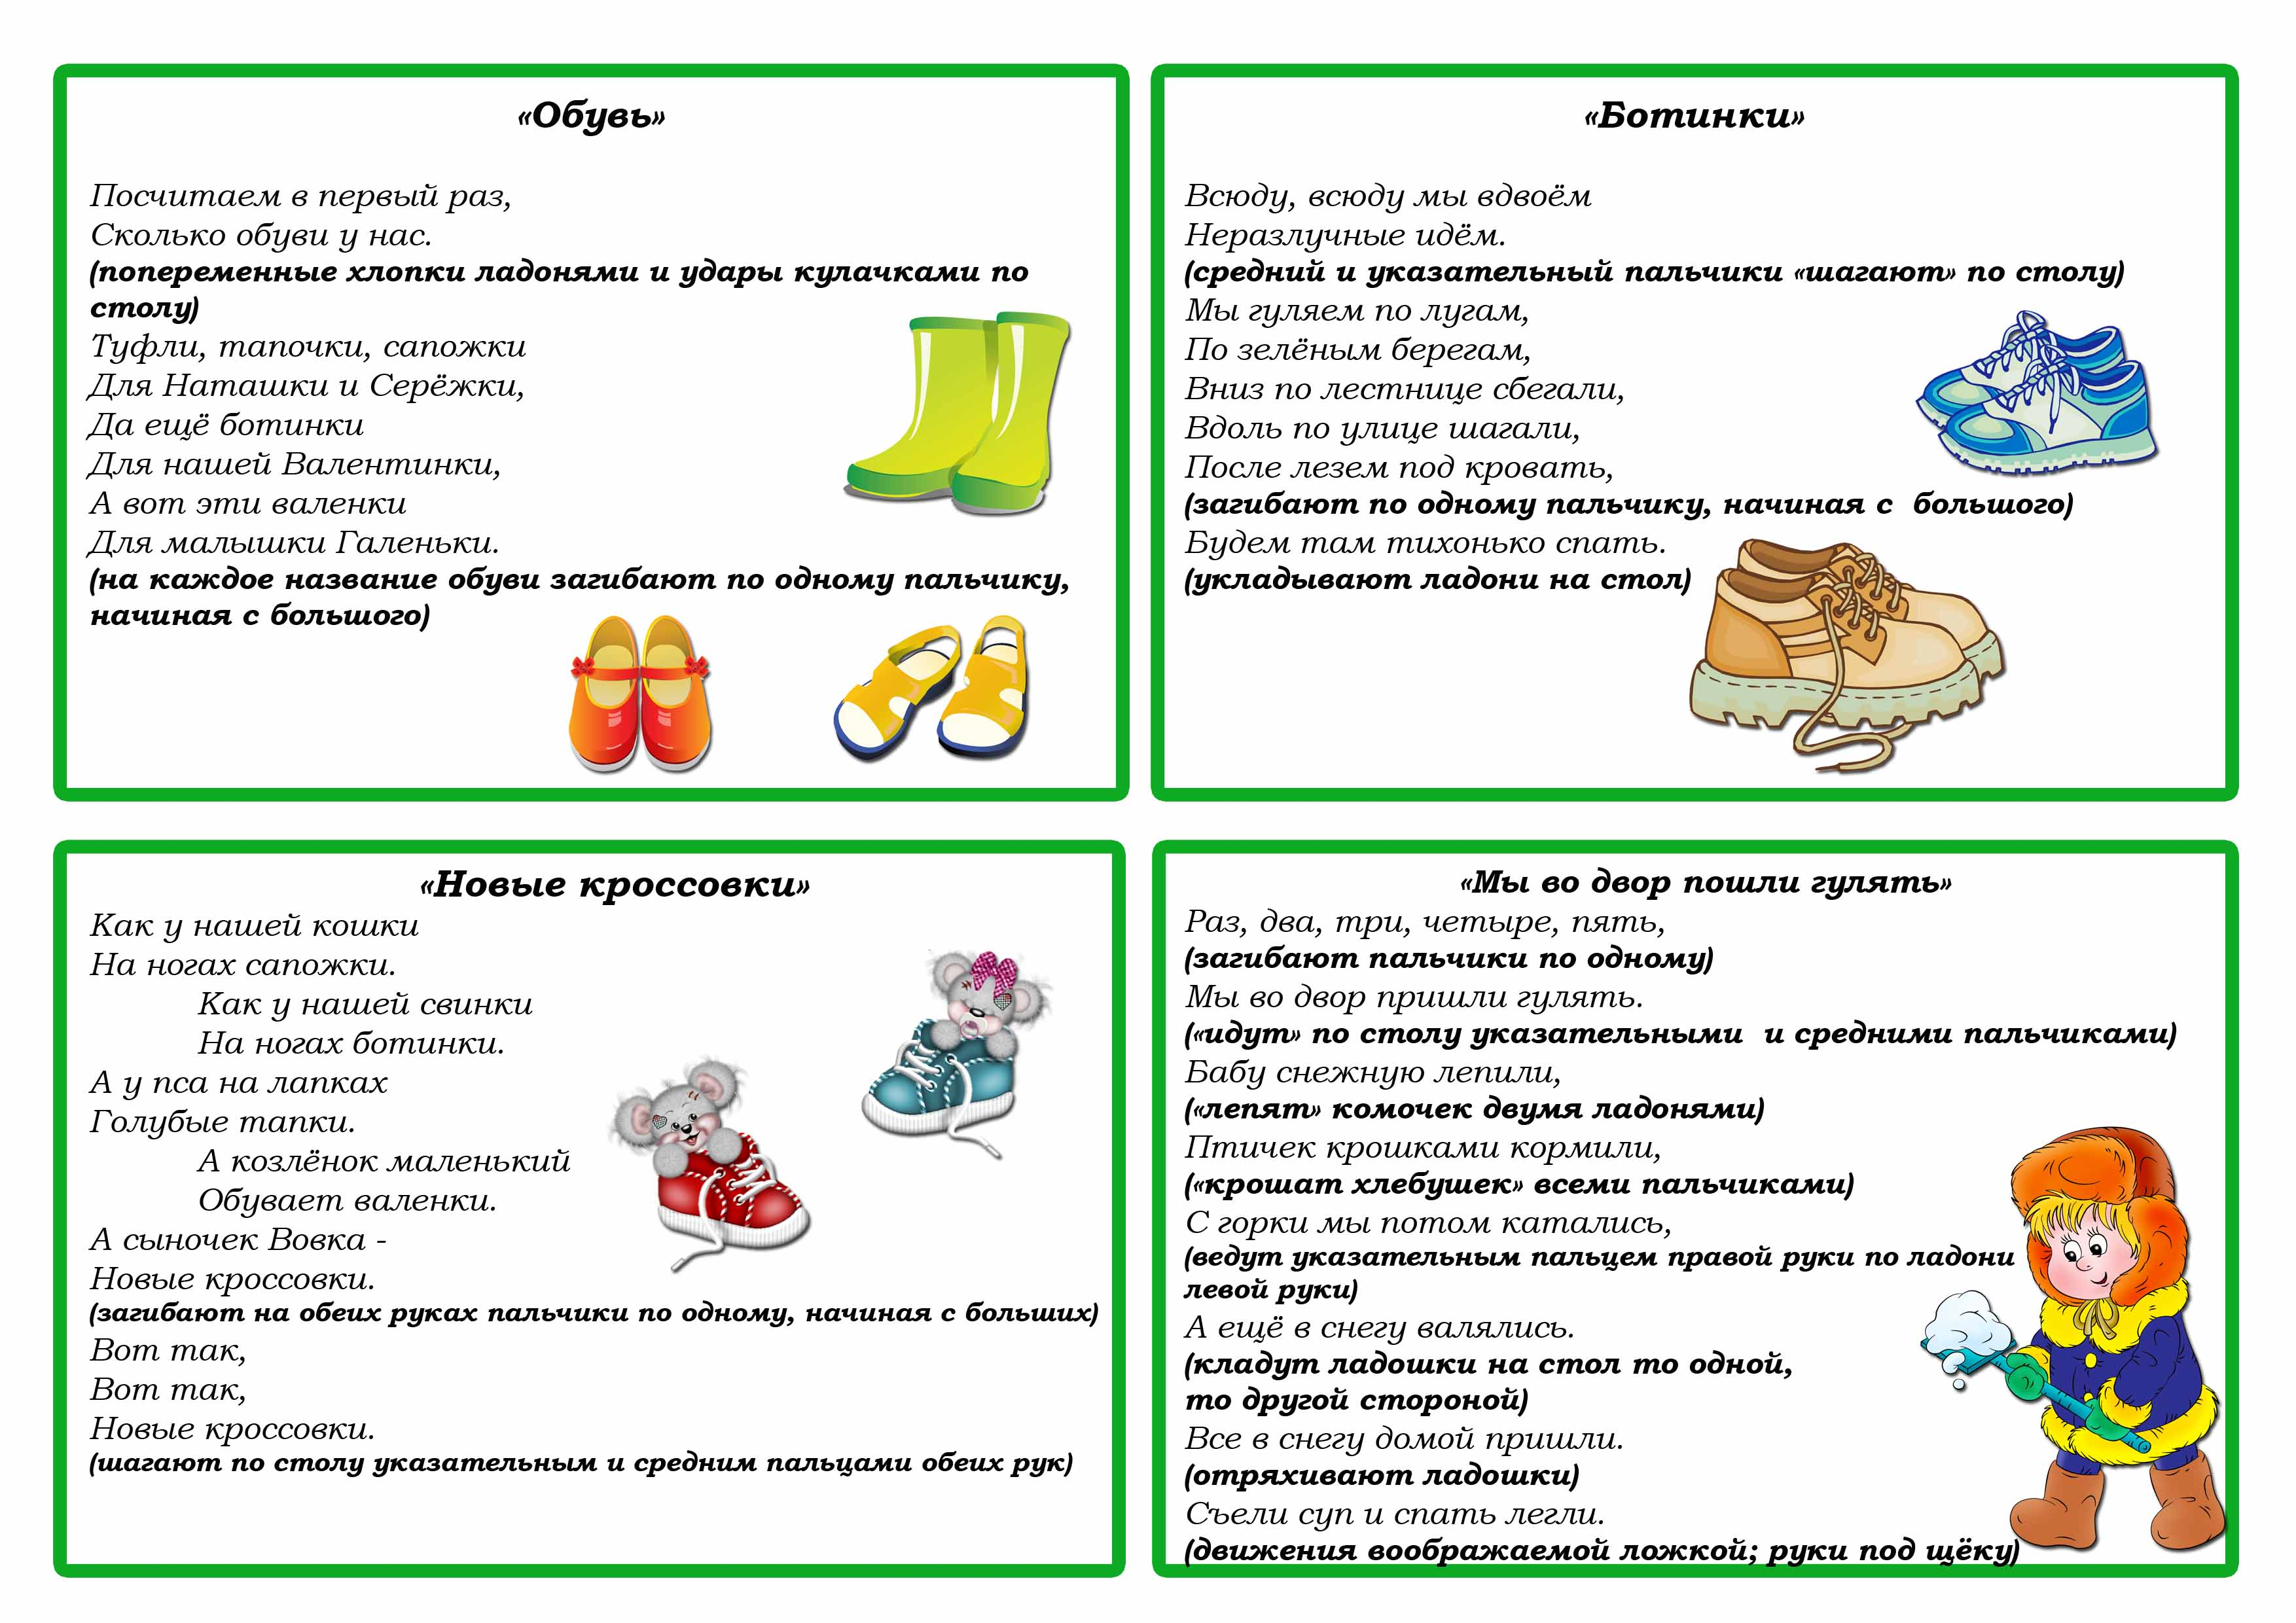 «Обувь»
Посчитаем в первый раз,
Сколько обуви у нас.
(попеременные хлопки ладонями и удары кулачками по
столу)
Туфли, тапочки, сапожки
Для Наташки и Серёжки,
Да ещё ботинки
Для нашей Валентинки,
А вот эти валенки
Для малышки Галеньки.
(на каждое название обуви загибают по одному пальчику,
начиная с большого)
«Ботинки»
Всюду, всюду мы вдвоём
Неразлучные идём.
(средний и указательный пальчики «шагают» по столу)
Мы гуляем по лугам,
По зелёным берегам,
Вниз по лестнице сбегали,
Вдоль по улице шагали,
После лезем под кровать,
(загибают по одному пальчику, начиная с большого)
Будем там тихонько спать.
(укладывают ладони на стол)
«Новые кроссовки»
Как у нашей кошки
На ногах сапожки.
Как у нашей свинки
На ногах ботинки.
А у пса на лапках
Голубые тапки.
А козлёнок маленький
Обувает валенки.
А сыночек Вовка -
Новые кроссовки.
(загибают на обеих руках пальчики по одному, начиная с больших)
Вот так,
Вот так,
Новые кроссовки.
(шагают по столу указательным и средним пальцами обеих рук)
«Мы во двор пошли гулять»
Раз, два, три, четыре, пять,
(загибают пальчики по одному)
Мы во двор пришли гулять.
(«идут» по столу указательными и средними пальчиками)
Бабу снежную лепили,
(«лепят» комочек двумя ладонями)
Птичек крошками кормили,
(«крошат хлебушек» всеми пальчиками)
С горки мы потом катались,
(ведут указательным пальцем правой руки по ладони
левой руки)
А ещё в снегу валялись.
(кладут ладошки на стол то одной,
то другой стороной)
Все в снегу домой пришли.
(отряхивают ладошки)
Съели суп и спать легли.
(движения воображаемой ложкой; руки под щёку)